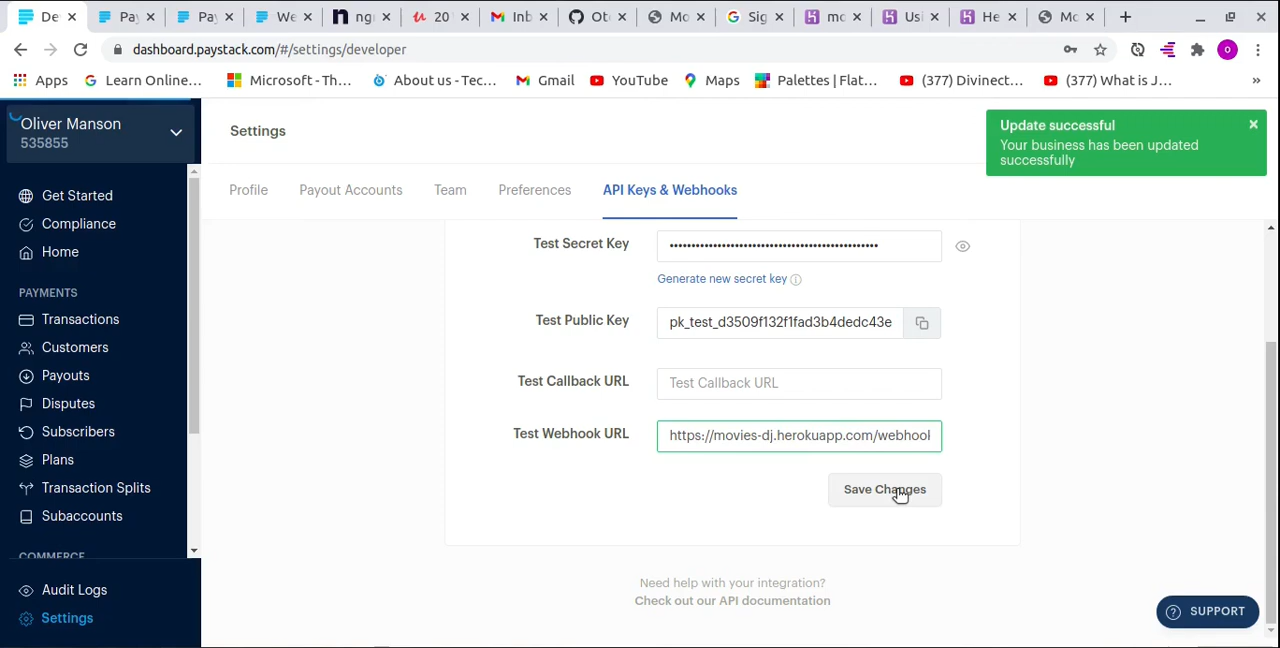 De
Pay
Pay
We
ng
20
Inb
Ot
Mo
Sig
mo
Usi
He
Mo
dashboard.paystack.com/#/settings/developer
Apps
Learn Online...
Microsoft - Th...
About us - Tec...
Gmail
YouTube
Maps
Palettes | Flat...
(377) Divinect...
(377) What is J...
»
Oliver Manson
535855
Settings
Update successful
Your business has been updated
successfully
Profile
Payout Accounts
Team
Preferences
API Keys & Webhooks
Get Started
Compliance
Home
PAYMENTS
Transactions
Customers
Payouts
Disputes
Subscribers
Plans
Transaction Splits
Subaccounts
COMMERCE
Audit Logs
Settings
Test Secret Key
••••••••••••••••••••••••••••••••••••••••••••••••
Generate new secret key
Test Public Key
pk_test_d3509f132f1fad3b4dedc43e
Test Callback URL
Test Callback URL
Test Webhook URL
https://movies-dj.herokuapp.com/webhook
Save Changes
Need help with your integration?
Check out our API documentation
SUPPORT